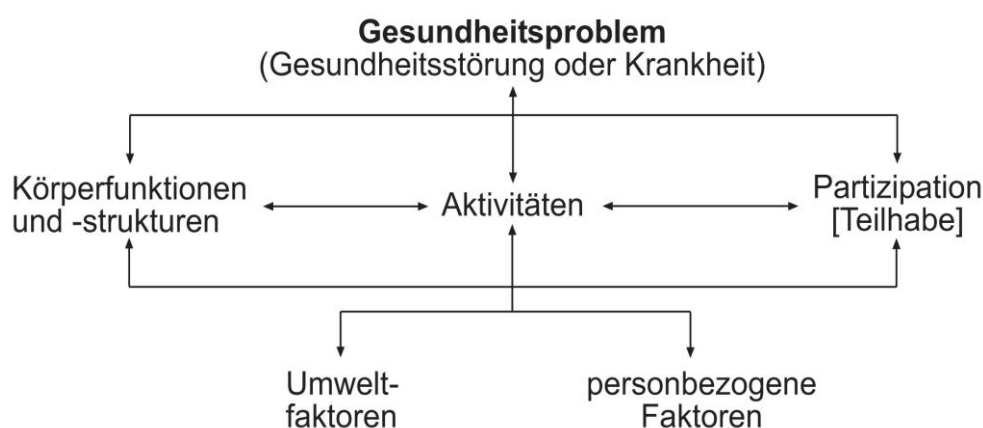 Gesundheitsproblem
(Gesundheitsstörung oder Krankheit)
Körperfunktionen
und -strukturen
Aktivitäten
Partizipation
[Teilhabe]
Umwelt-
faktoren
personbezogene
Faktoren